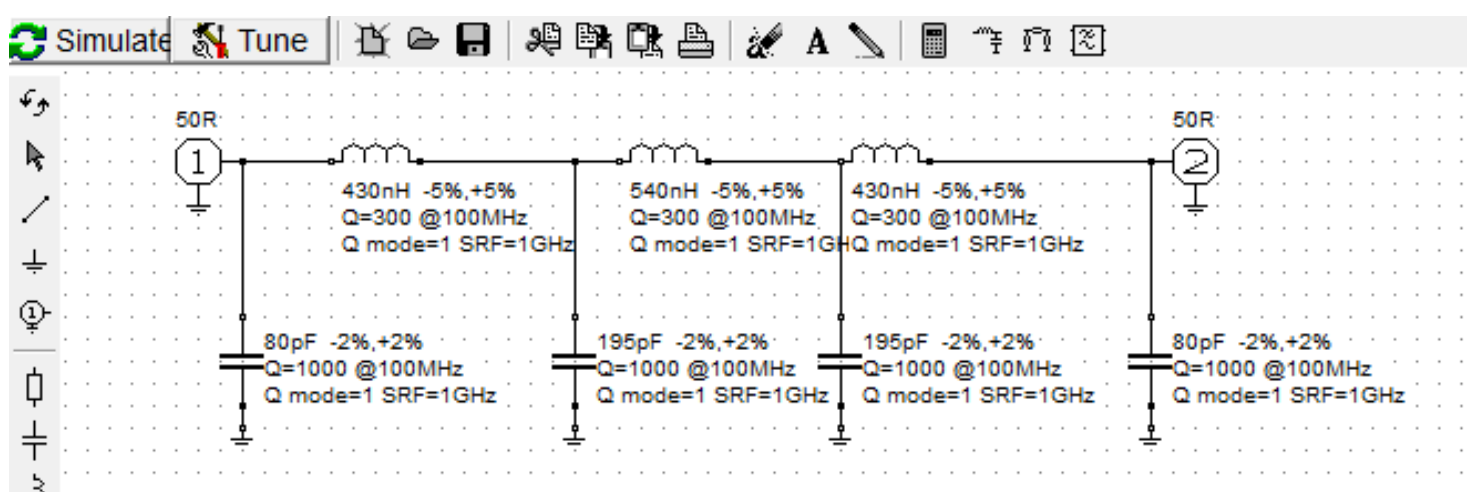 Simulate Tune A
50R 50R
1 2
430nH -5%,+5% 540nH -5%,+5% 430nH -5%,+5%
Q=300 @100MHz Q=300 @100MHz Q=300 @100MHz
Q mode=1 SRF=1GHz Q mode=1 SRF=1GH Q mode=1 SRF=1GHz
1
80pF -2%,+2% 195pF -2%,+2% 195pF -2%,+2% 80pF -2%,+2%
Q=1000 @100MHz Q=1000 @100MHz Q=1000 @100MHz Q=1000 @100MHz
Q mode=1 SRF=1GHz Q mode=1 SRF=1GHz Q mode=1 SRF=1GHz Q mode=1 SRF=1GHz